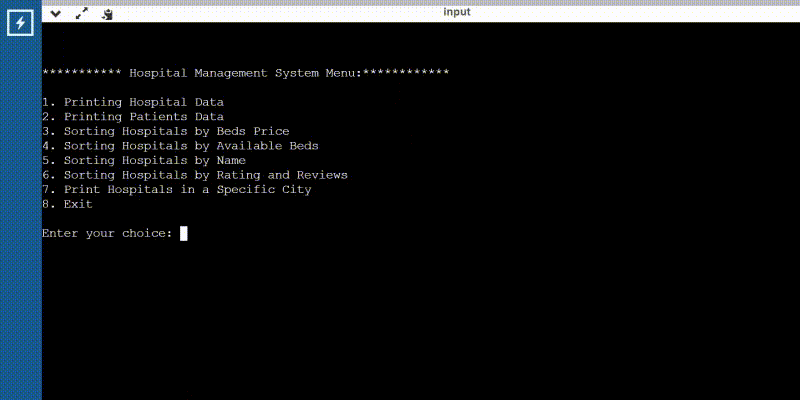 input
*********** Hospital Management System Menu:************
1. Printing Hospital Data
2. Printing Patients Data
3. Sorting Hospitals by Beds Price
4. Sorting Hospitals by Available Beds
5. Sorting Hospitals by Name
6. Sorting Hospitals by Rating and Reviews
7. Print Hospitals in a Specific City
8. Exit
Enter your choice: